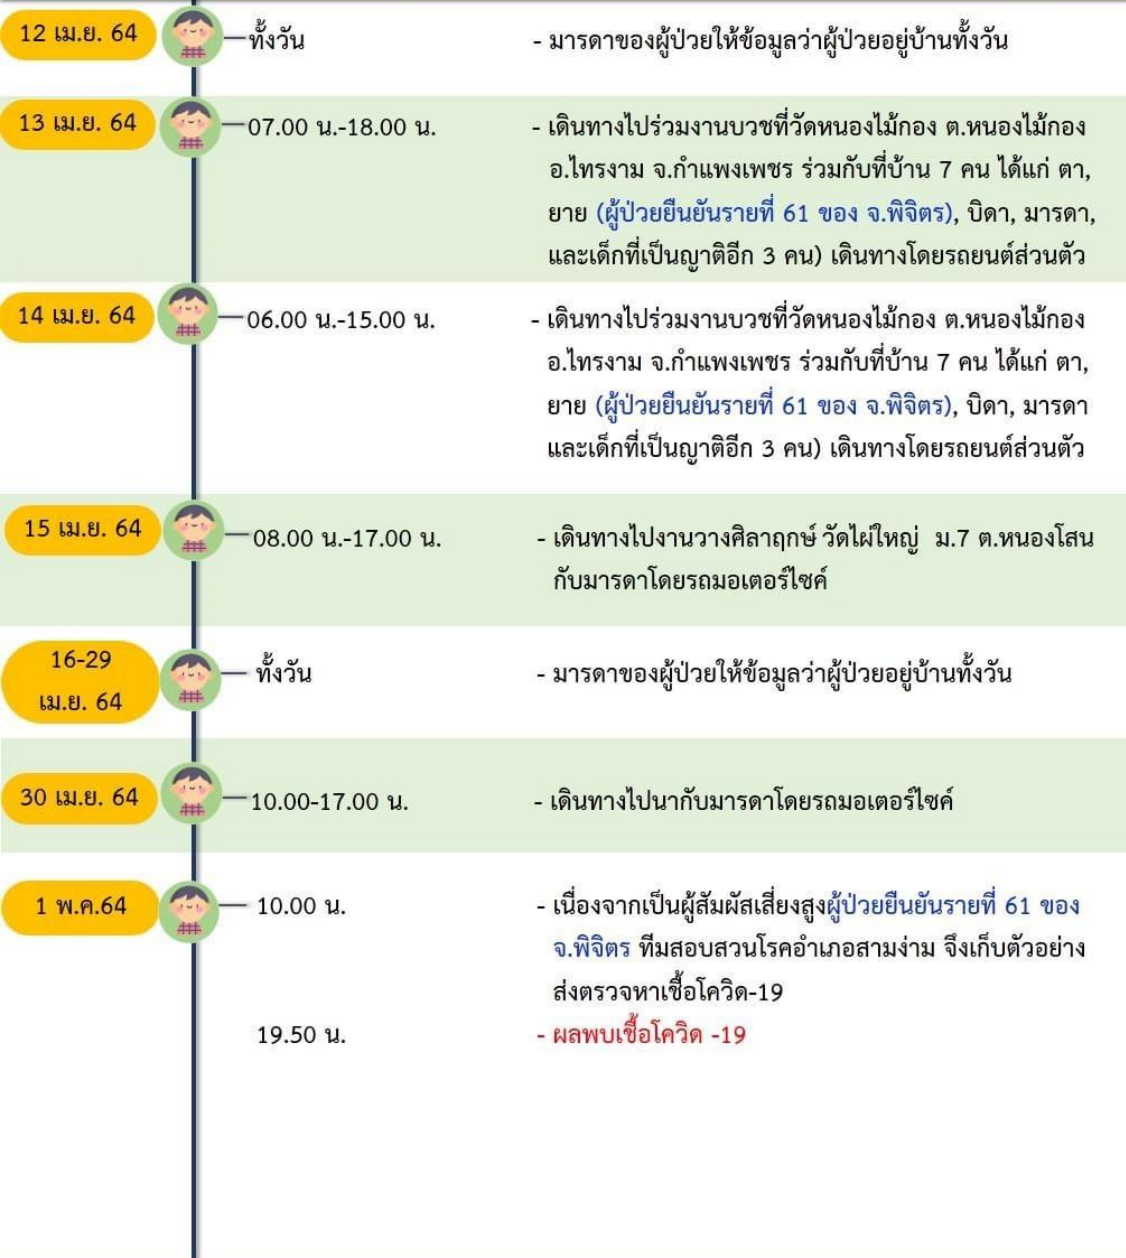 12 เม.ย. 64
ทั้งวัน
- มารดาของผู้ป่วยให้ข้อมูลว่าผู้ป่วยอยู่บ้านทั้งวัน
13 เม.ย. 64
07.00 น.-18.00 น.
- เดินทางไปร่วมงานบวชที่วัดหนองไม้กอง ต.หนองไม้กอง
อ.ไทรงาม จ.กำแพงเพชร ร่วมกับที่บ้าน 7 คน ได้แก่ ตา,
ยาย (ผู้ป่วยยืนยันรายที่ 61 ของ จ.พิจิตร), บิดา, มารดา,
และเด็กที่เป็นญาติอีก 3 คน) เดินทางโดยรถยนต์ส่วนตัว
14 เม.ย. 64
06.00 น.-15.00 น.
- เดินทางไปร่วมงานบวชที่วัดหนองไม้กอง ต.หนองไม้กอง
อ.ไทรงาม จ.กำแพงเพชร ร่วมกับที่บ้าน 7 คน ได้แก่ ตา,
ยาย (ผู้ป่วยยืนยันรายที่ 61 ของ จ.พิจิตร), บิดา, มารดา
และเด็กที่เป็นญาติอีก 3 คน) เดินทางโดยรถยนต์ส่วนตัว
15 เม.ย. 64
08.00 น.-17.00 น.
- เดินทางไปงานวางศิลาฤกษ์ วัดไผ่ใหญ่ ม.7 ต.หนองโสน
กับมารดาโดยรถมอเตอร์ไซค์
16-29
เม.ย. 64
ทั้งวัน
- มารดาของผู้ป่วยให้ข้อมูลว่าผู้ป่วยอยู่บ้านทั้งวัน
30 เม.ย. 64
10.00-17.00 น.
- เดินทางไปนากับมารดาโดยรถมอเตอร์ไซค์
1 พ.ค.64
10.00 น.
- เนื่องจากเป็นผู้สัมผัสเสี่ยงสูงผู้ป่วยยืนยันรายที่ 61 ของ
จ.พิจิตร ทีมสอบสวนโรคอำเภอสามง่าม จึงเก็บตัวอย่าง
ส่งตรวจหาเชื้อโควิด-19
19.50 น.
- ผลพบเชื้อโควิด -19